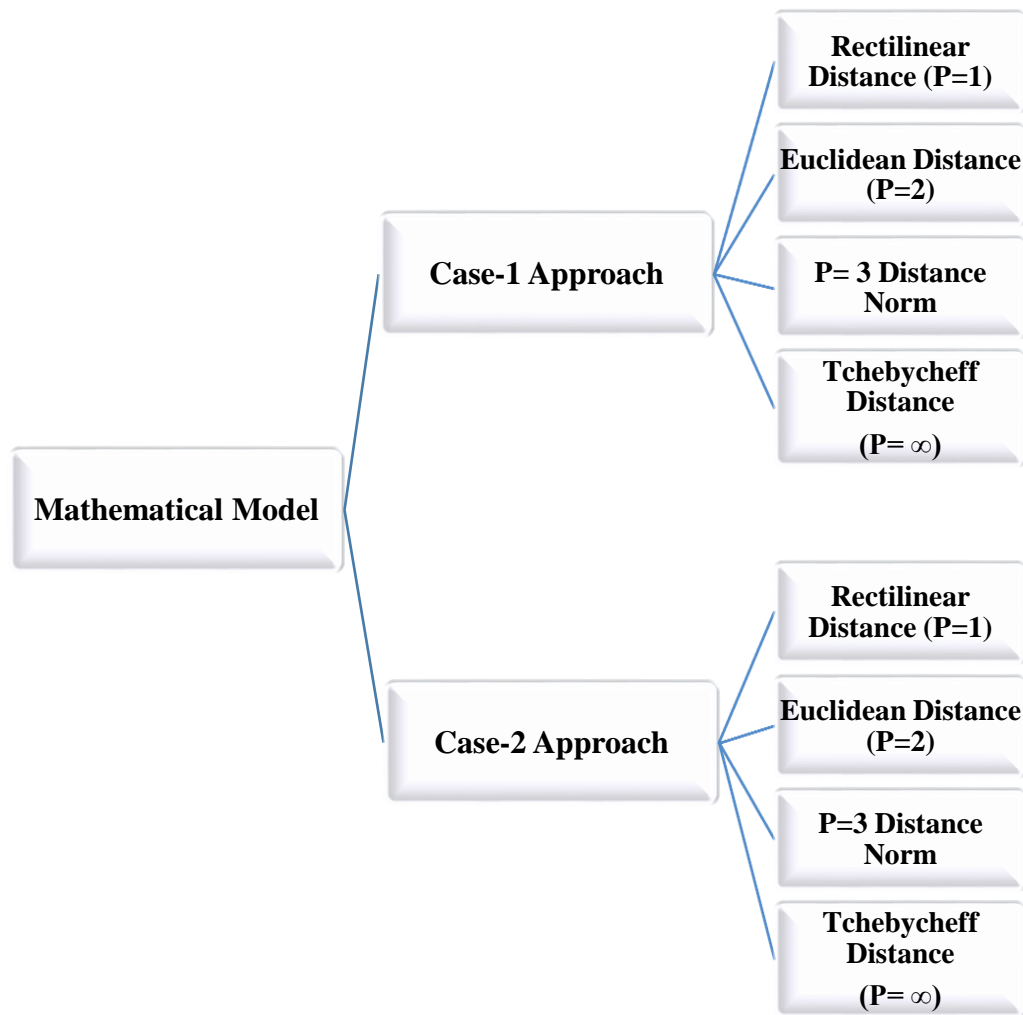 Mathematical Model
Case-1 Approach
Rectilinear
Distance (P=1)
Euclidean Distance
(P=2)
P= 3 Distance
Norm
Tchebycheff
Distance
(P= ∞)
Case-2 Approach
Rectilinear
Distance (P=1)
Euclidean Distance
(P=2)
P=3 Distance
Norm
Tchebycheff
Distance
(P= ∞)